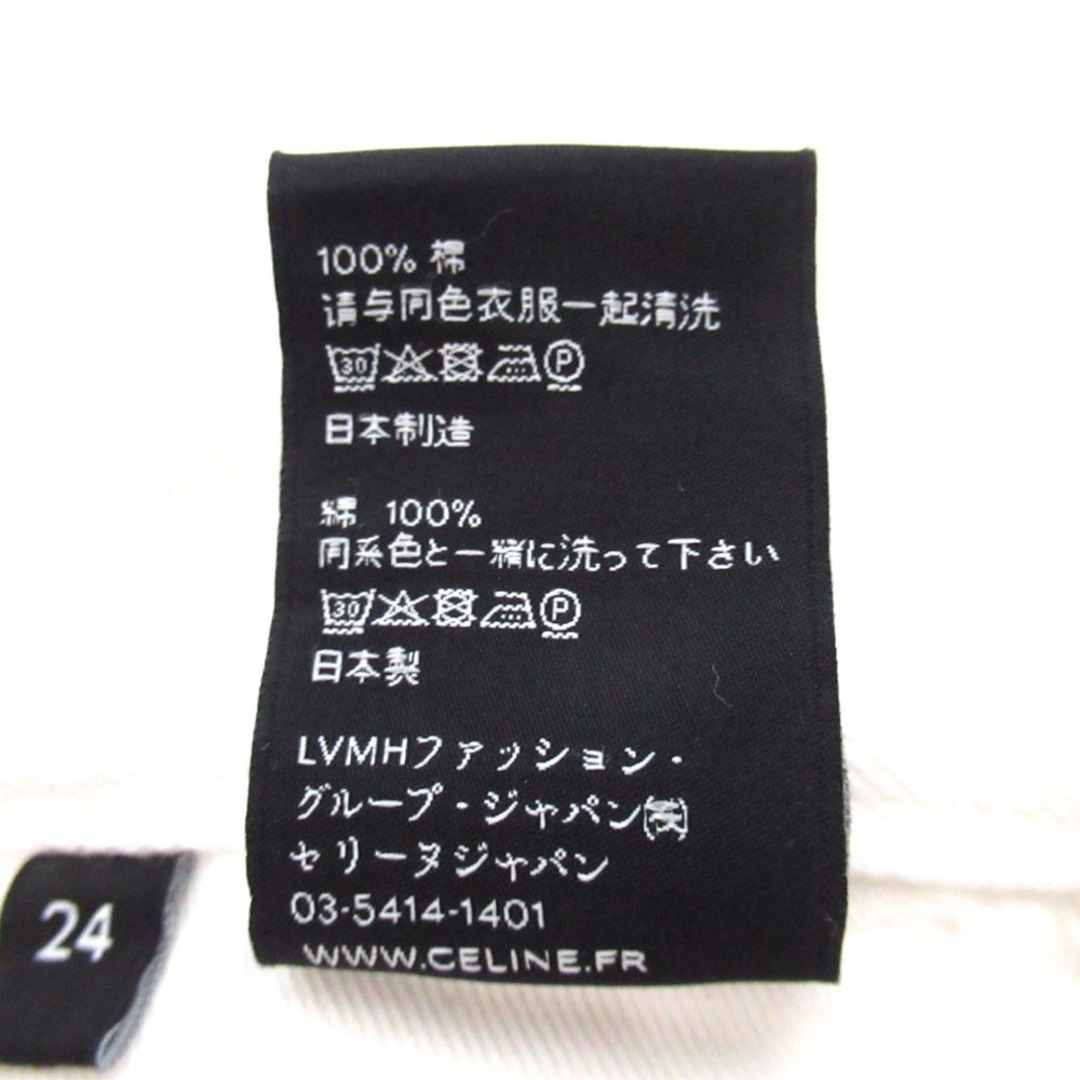 100% 棉
请与同色衣服一起清洗
30 P
日本制造
綿 100%
同系色と一緒に洗って下さい
30 P
日本製
LVMHファッション・
グループ・ジャパン㈱
セリーヌジャパン
03-5414-1401
WWW.CELINE.FR
24